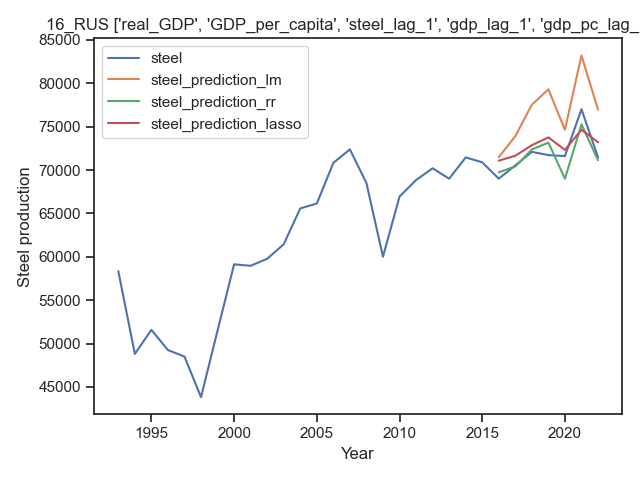 16_RUS ['real_GDP', 'GDP_per_capita', 'steel_lag_1', 'gdp_lag_1', 'gdp_pc_lag_
85000
80000
75000
70000
65000
60000
55000
50000
45000
Steel production
steel
steel_prediction_lm
steel_prediction_rr
steel_prediction_lasso
1995 2000 2005 2010 2015 2020
Year